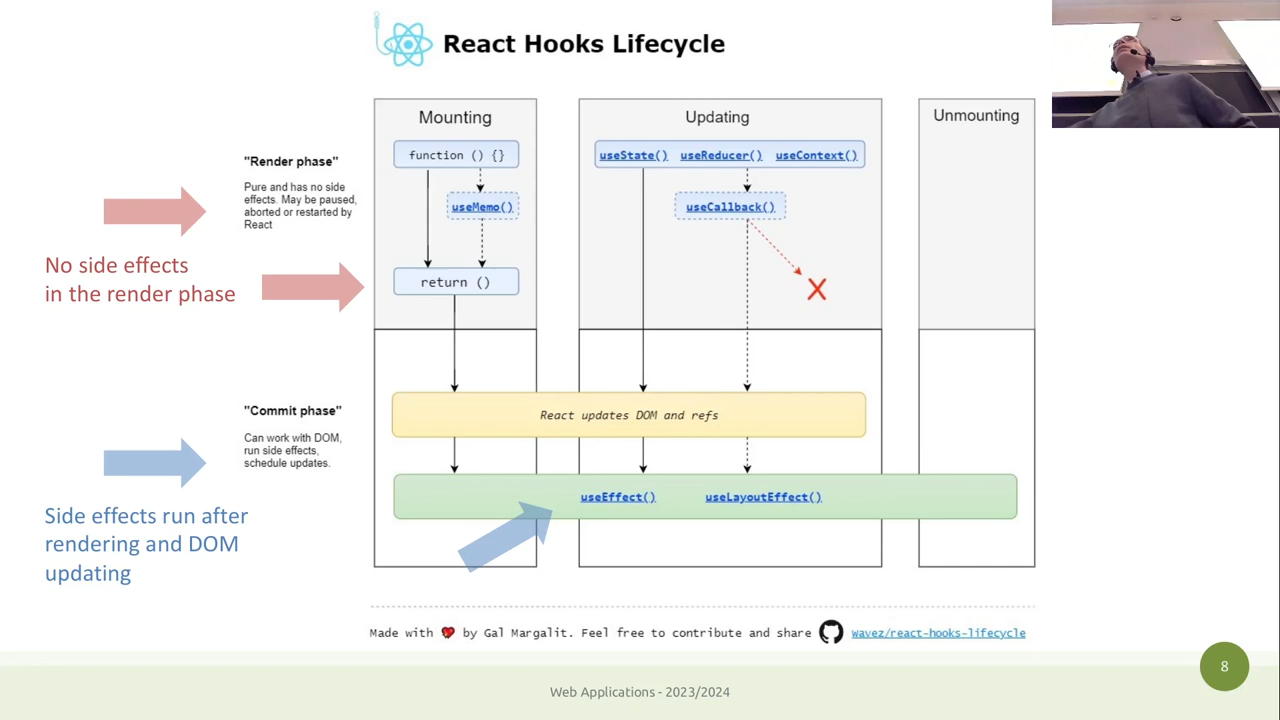 React Hooks Lifecycle
Mounting
Updating
Unmounting
"Render phase"
Pure and has no side
effects. May be paused,
aborted or restarted by
React
function () {}
useMemo()
return ()
useState() useReducer() useContext()
useCallback()
X
No side effects
in the render phase
"Commit phase"
Can work with DOM,
run side effects,
schedule updates.
React updates DOM and refs
useEffect() useLayoutEffect()
Side effects run after
rendering and DOM
updating
Made with ❤ by Gal Margalit. Feel free to contribute and share wavez/react-hooks-lifecycle
Web Applications - 2023/2024
8